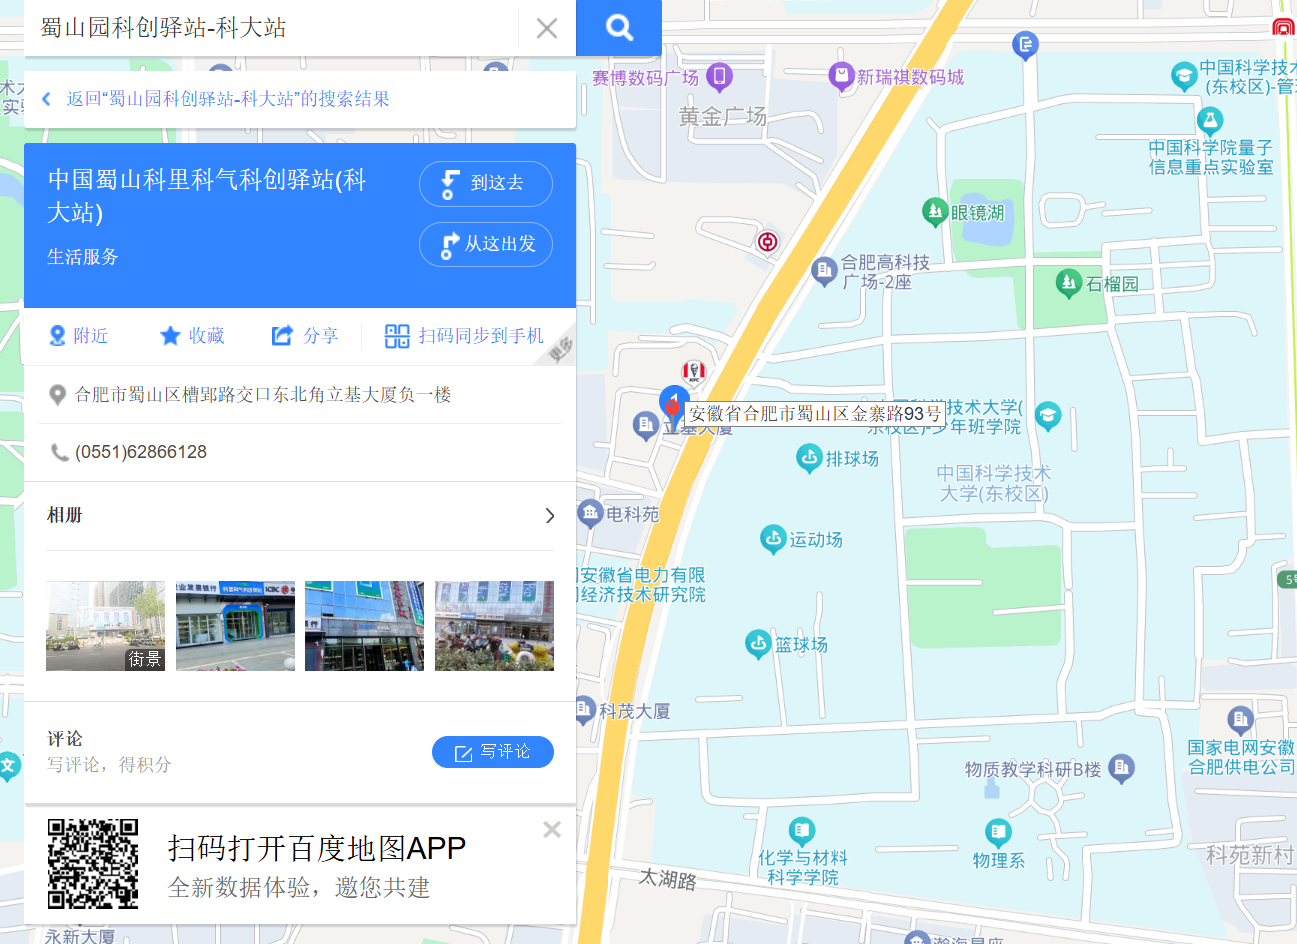 蜀山园科创驿站-科大站
返回“蜀山园科创驿站-科大站”的搜索结果
中国蜀山科里科气科创驿站(科
大站)
生活服务
到这去
从这出发
附近
收藏
分享
扫码同步到手机
更多
合肥市蜀山区槽郢路交口东北角立基大厦负一楼
(0551)62866128
相册
街景
评论
写评论，得积分
写评论
扫码打开百度地图APP
全新数据体验，邀您共建
永新大厦
赛博数码广场
新瑞祺数码城
黄金广场
中国科学技术
(东校区)-管
中国科学院量子
信息重点实验室
眼镜湖
合肥高科技
广场-2座
石榴园
KFC
1
安徽省合肥市蜀山区金寨路93号
技术大学(
东校区)-少年班学院
立基大厦
排球场
中国科学技术
大学(东校区)
电科苑
运动场
安徽省电力有限
经济技术研究院
5号
篮球场
科茂大厦
国家电网安徽
合肥供电公司
物质教学科研B楼
化学与材料
科学学院
物理系
科苑新村
太湖路
瀚海星座
文